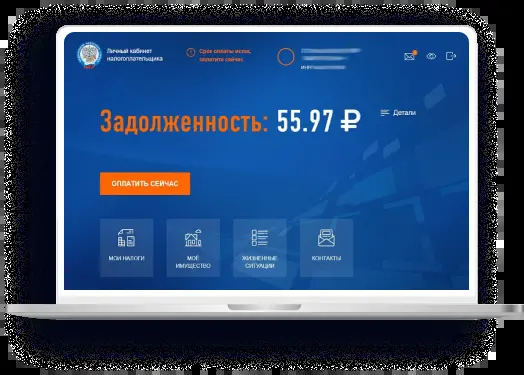 Личный кабинет
налогоплательщика
Срок оплаты истек,
оплатите сейчас
ИНН
Задолженность: 55.97 ₽
Детали
ОПЛАТИТЬ СЕЙЧАС
МОИ НАЛОГИ
МОЁ
ИМУЩЕСТВО
ЖИЗНЕННЫЕ
СИТУАЦИИ
КОНТАКТЫ